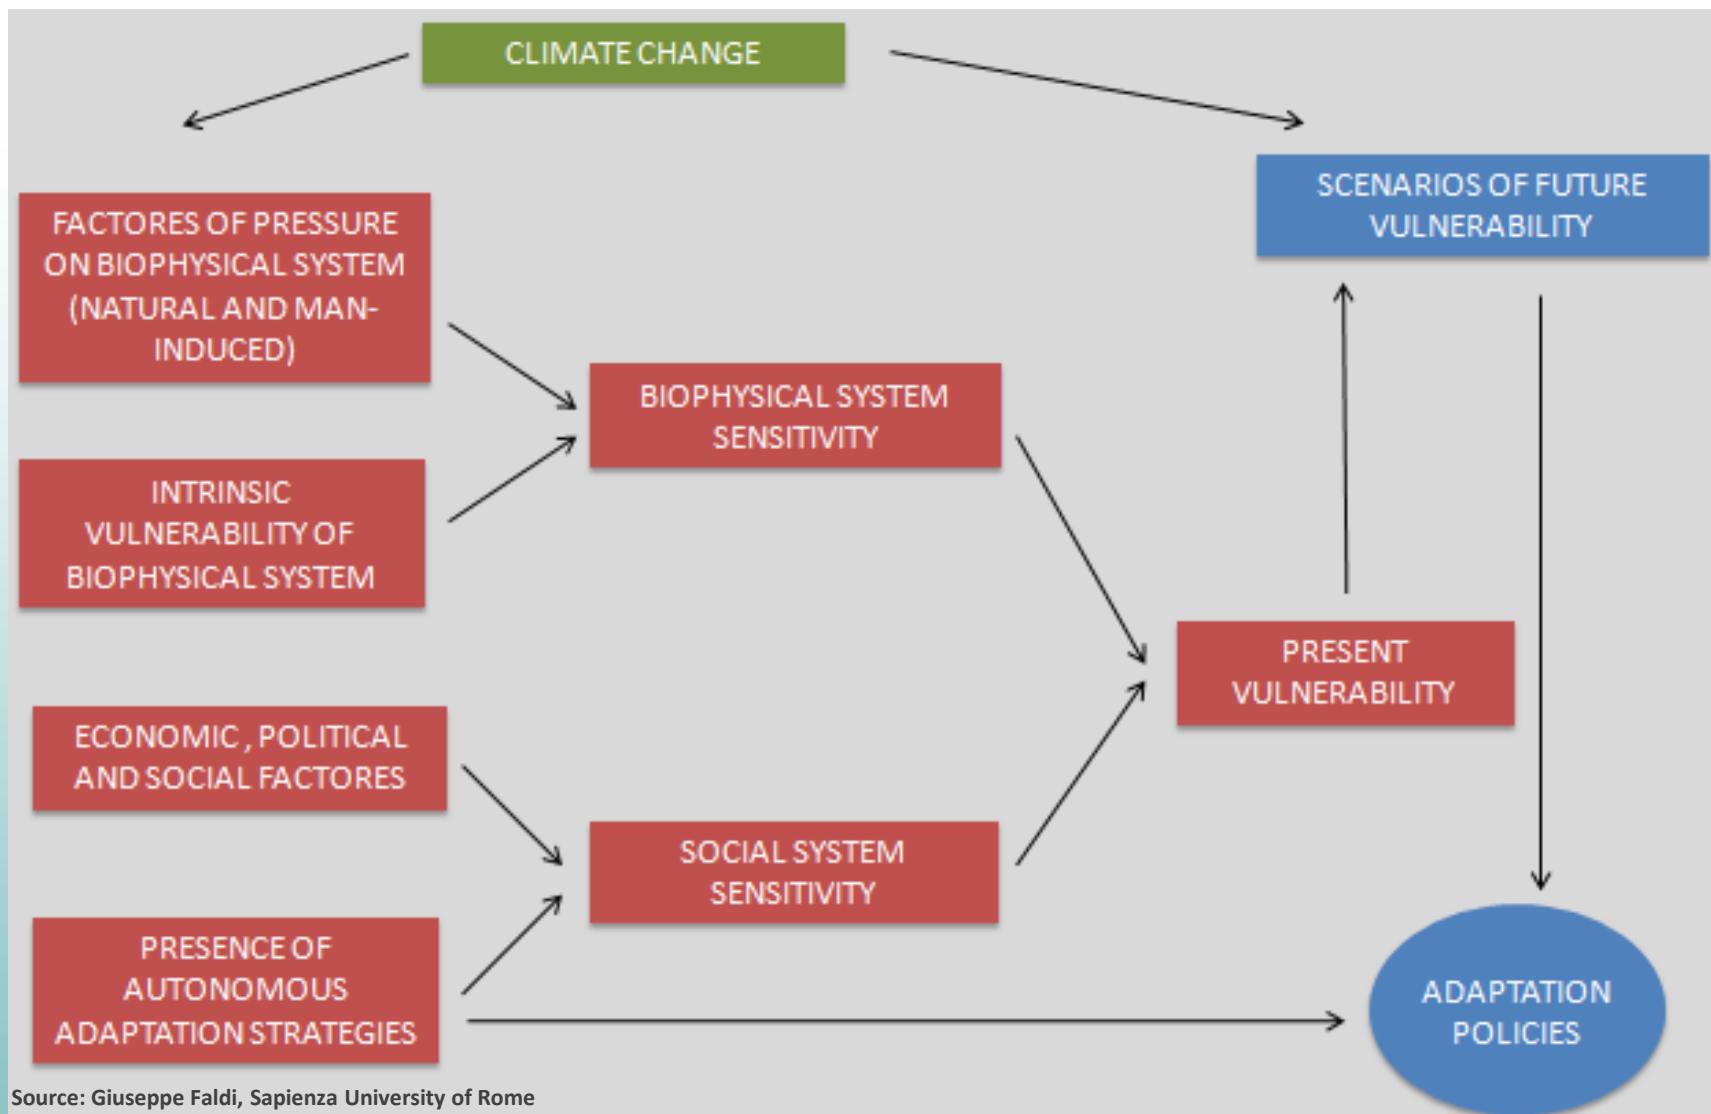 CLIMATE CHANGE
SCENARIOS OF FUTURE
VULNERABILITY
FACTORES OF PRESSURE
ON BIOPHYSICAL SYSTEM
(NATURAL AND MAN-
INDUCED)
BIOPHYSICAL SYSTEM
SENSITIVITY
INTRINSIC
VULNERABILITY OF
BIOPHYSICAL SYSTEM
PRESENT
VULNERABILITY
ECONOMIC , POLITICAL
AND SOCIAL FACTORES
SOCIAL SYSTEM
SENSITIVITY
PRESENCE OF
AUTONOMOUS
ADAPTATION STRATEGIES
ADAPTATION
POLICIES
Source: Giuseppe Faldi, Sapienza University of Rome